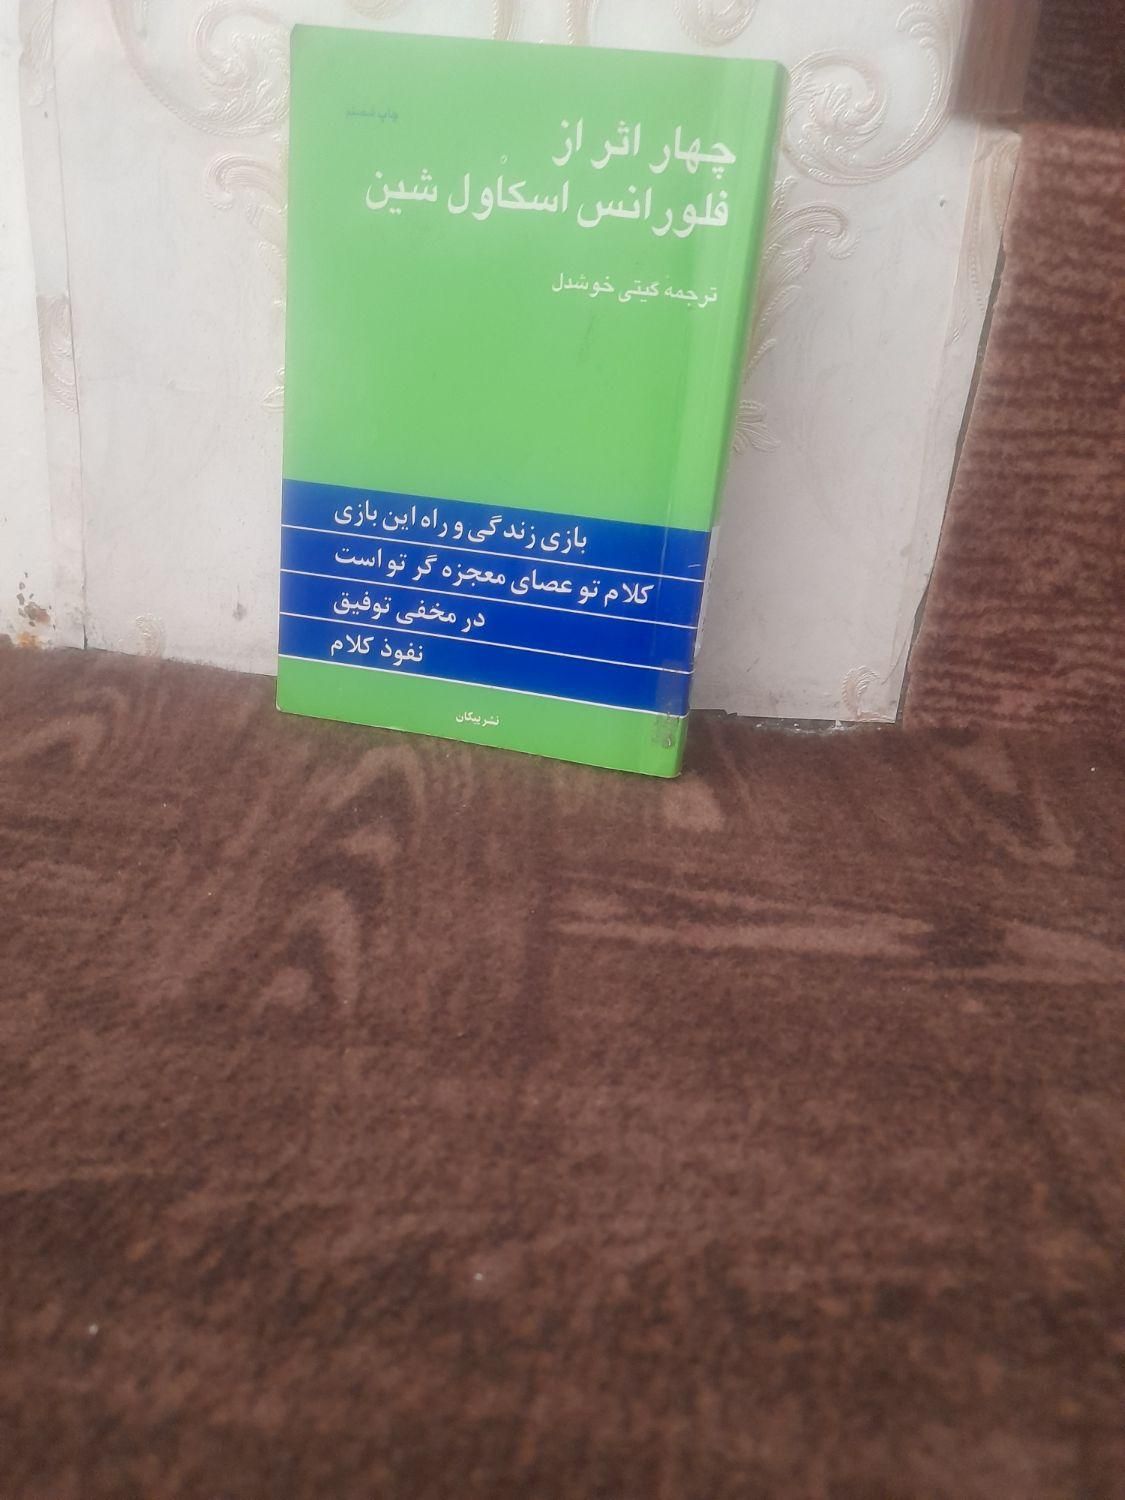 چاپ شصتم
چهار اثر از
فلورانس اسکاول شین
ترجمهٔ گیتی خوشدل
بازی زندگی و راه این بازی
کلام تو عصای معجزه گر تو است
در مخفی توفیق
نفوذ کلام
نشر پیکان